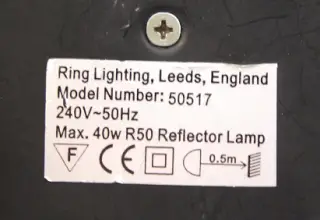 Ring Lighting, Leeds, England
Model Number: 50517
240V~50Hz
Max. 40w R50 Reflector Lamp
F CE 0.5m